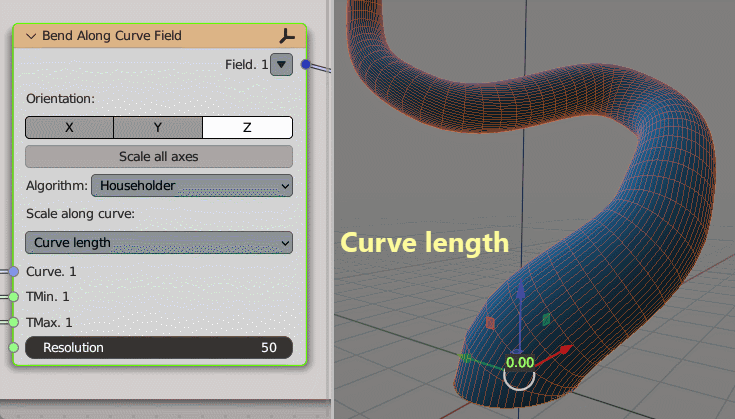 Bend Along Curve Field
Field. 1
Orientation:
X Y Z
Scale all axes
Algorithm: Householder
Scale along curve:
Curve length
Curve. 1
TMin. 1
TMax. 1
Resolution 50
Curve length
0.00